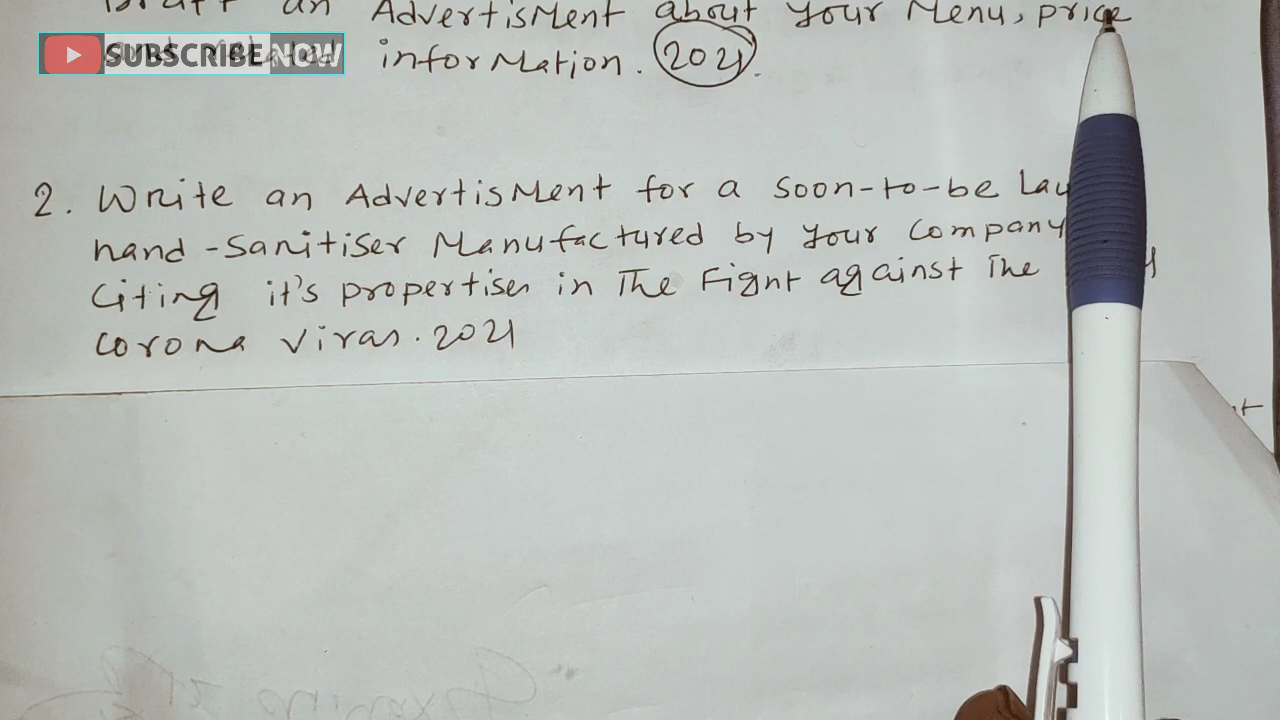 Draft an Advertisment about your Menu, price
SUBSCRIBE NOW
information. 2021.
2. Write an Advertisment for a soon-to-be
hand-sanitiser Manufactured by your company
Citing it's propertises in The Fight against The
corona viras. 2021